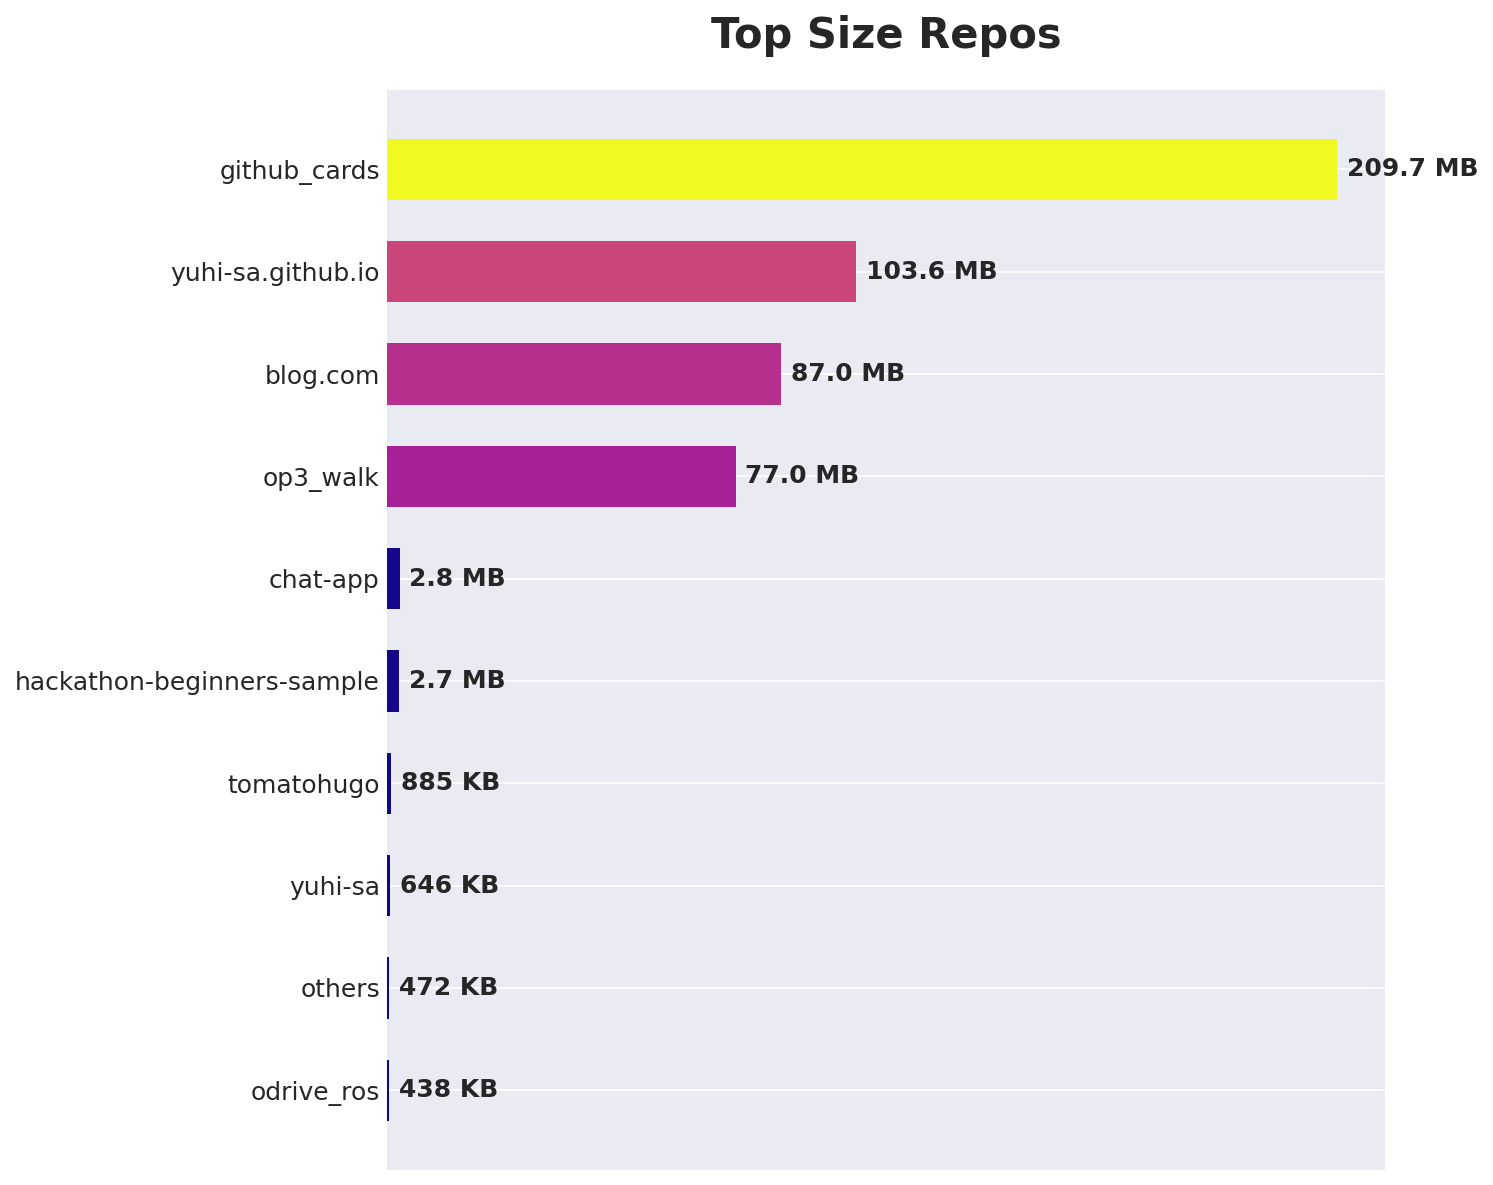 Top Size Repos
github_cards 209.7 MB
yuhi-sa.github.io 103.6 MB
blog.com 87.0 MB
op3_walk 77.0 MB
chat-app 2.8 MB
hackathon-beginners-sample 2.7 MB
tomatohugo 885 KB
yuhi-sa 646 KB
others 472 KB
odrive_ros 438 KB